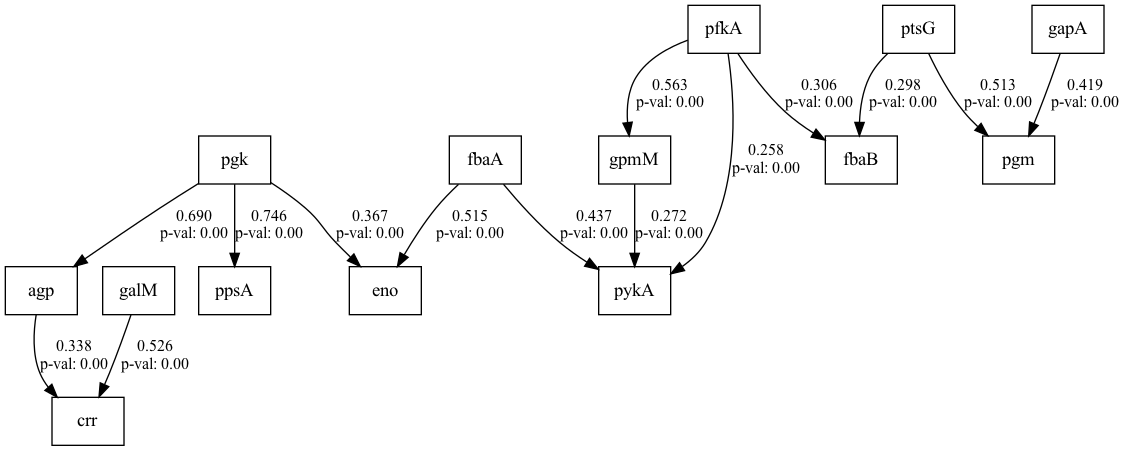 pfkA
ptsG
gapA
0.563
p-val: 0.00
0.306
p-val: 0.00
0.298
p-val: 0.00
0.513
p-val: 0.00
0.419
p-val: 0.00
pgk
fbaA
gpmM
0.258
p-val: 0.00
fbaB
pgm
0.690
p-val: 0.00
0.746
p-val: 0.00
0.367
p-val: 0.00
0.515
p-val: 0.00
0.437
p-val: 0.00
0.272
p-val: 0.00
agp
galM
ppsA
eno
pykA
0.338
p-val: 0.00
0.526
p-val: 0.00
crr